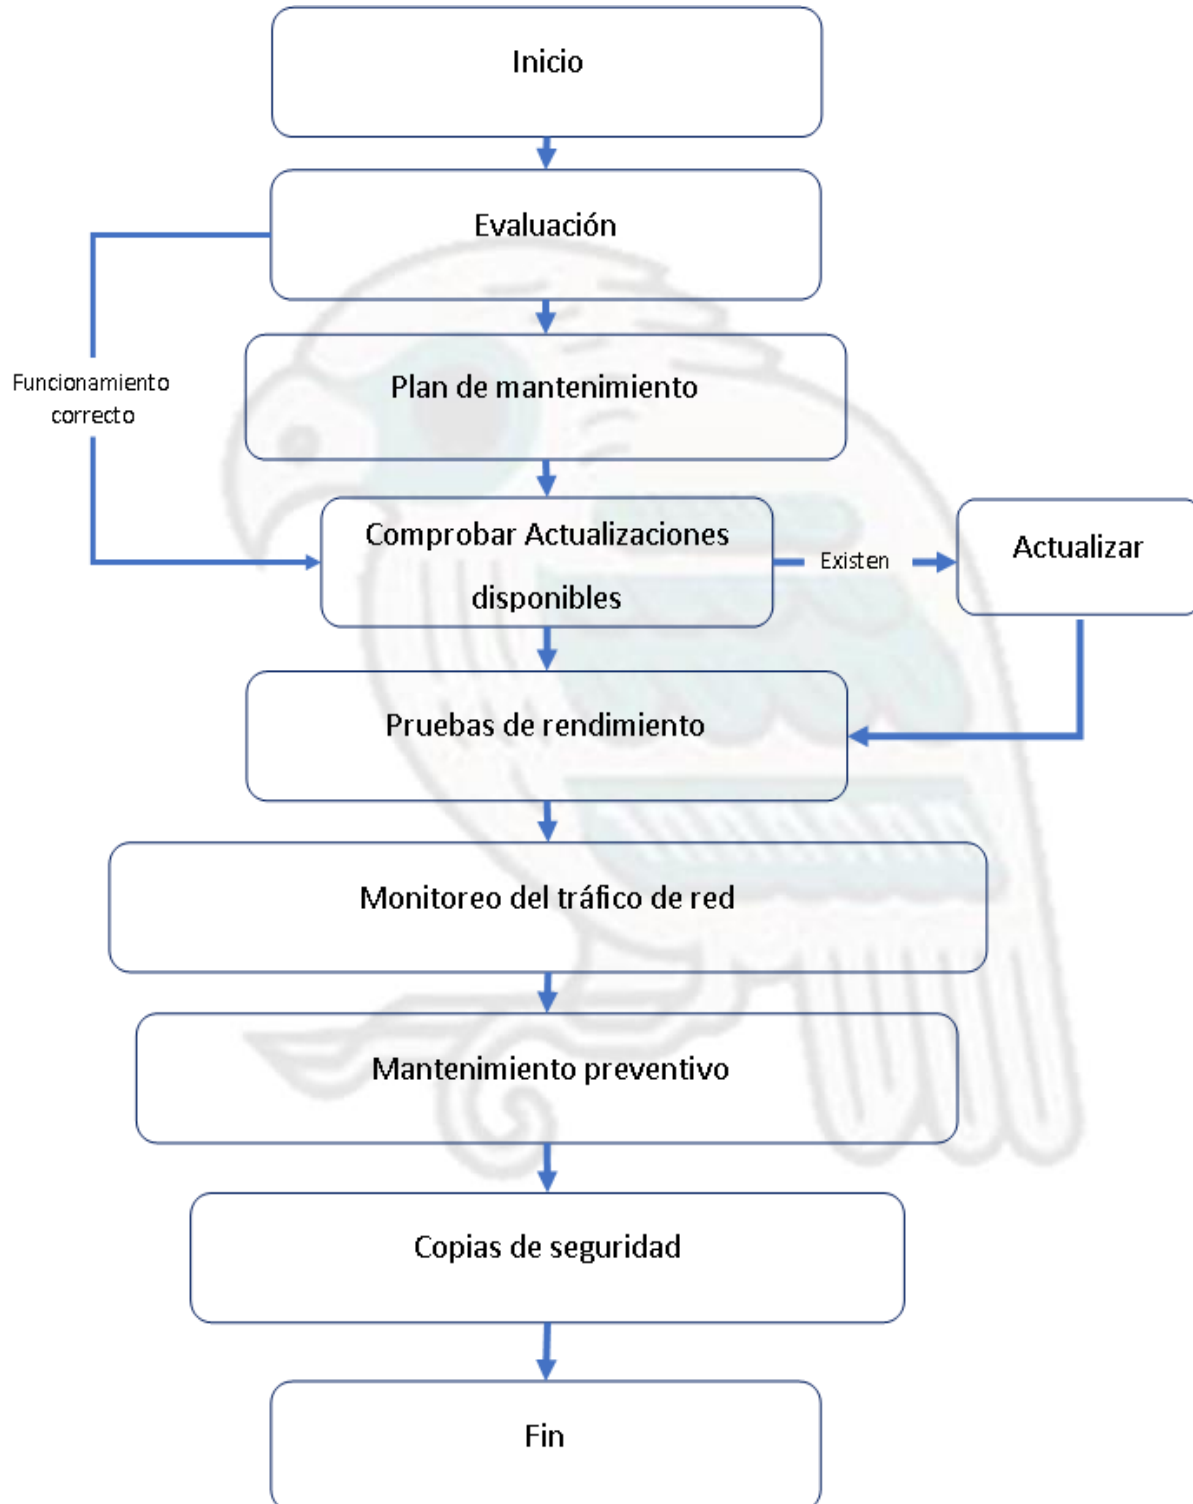 Inicio
Evaluación
Plan de mantenimiento
Funcionamiento
correcto
Comprobar Actualizaciones
disponibles
Existen
Actualizar
Pruebas de rendimiento
Monitoreo del tráfico de red
Mantenimiento preventivo
Copias de seguridad
Fin